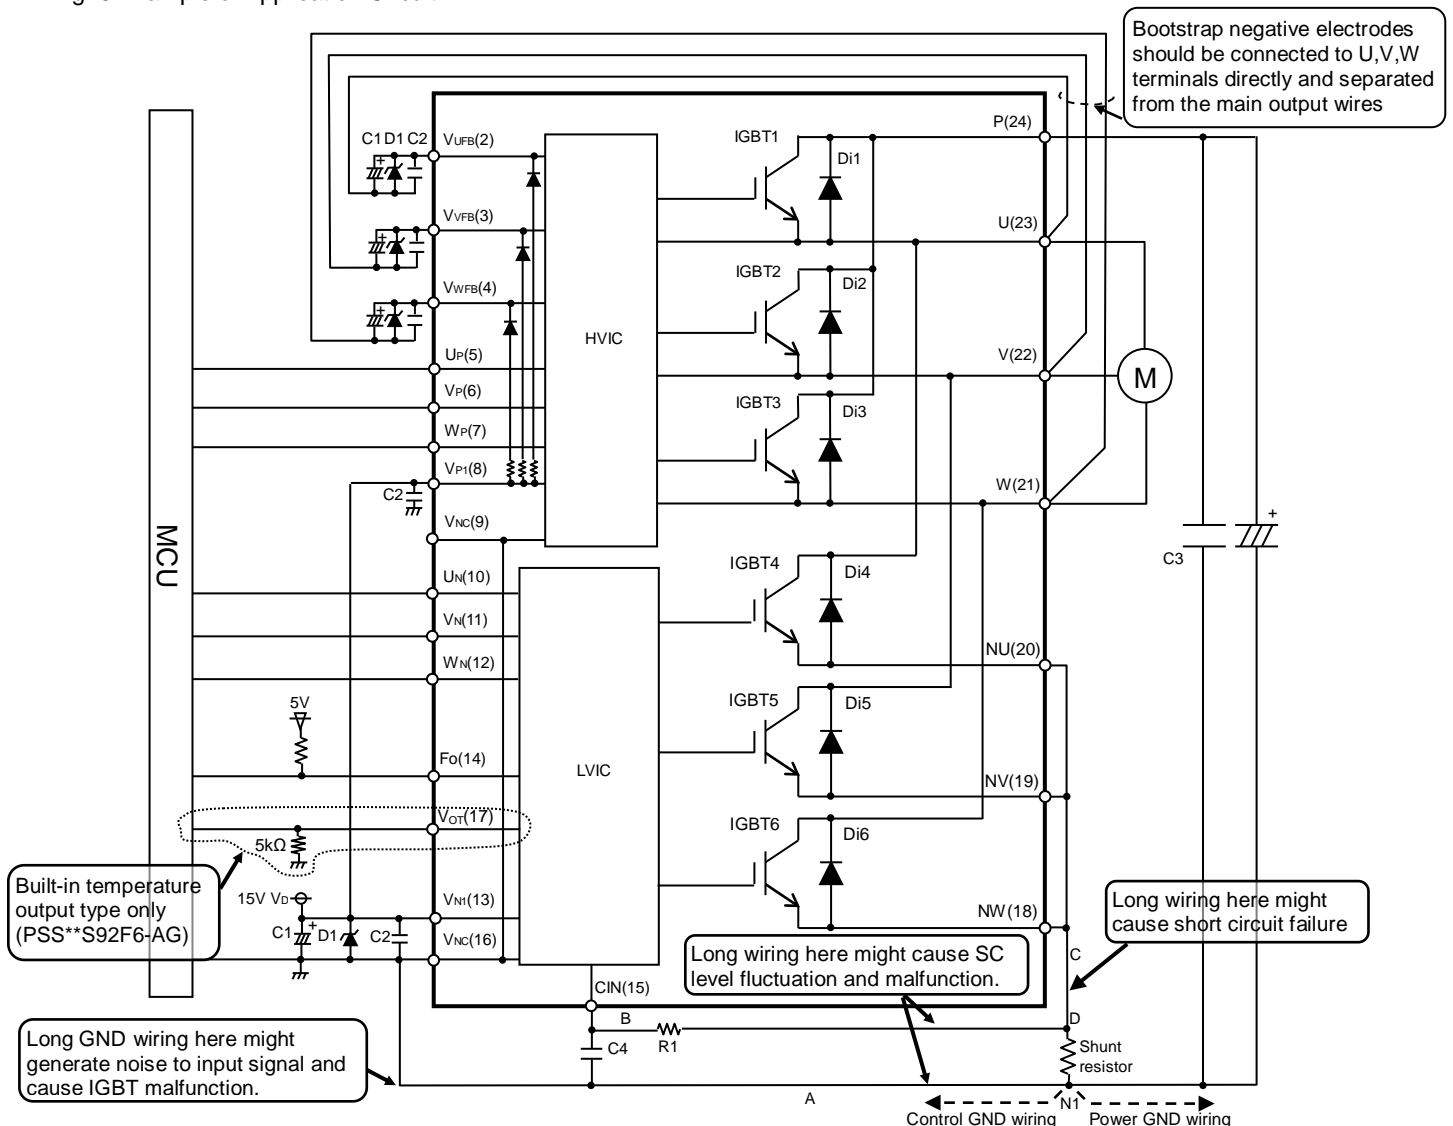 Bootstrap negative electrodes
should be connected to U,V,W
terminals directly and separated
from the main output wires
C1 D1 C2
VUFB(2)
IGBT1
Di1
P(24)
VVFB(3)
U(23)
IGBT2
Di2
VWFB(4)
HVIC
UP(5)
V(22)
M
VP(6)
IGBT3
Di3
WP(7)
VP1(8)
C2
W(21)
VNC(9)
MCU
+
C3
IGBT4
Di4
UN(10)
VN(11)
WN(12)
NU(20)
5V
IGBT5
Di5
Fo(14)
LVIC
NV(19)
VOT(17)
5kΩ
IGBT6
Di6
Built-in temperature
output type only
(PSS**S92F6-AG)
15V VD
VN1(13)
NW(18)
Long wiring here might
cause short circuit failure
C1
+
D1
C2
VNC(16)
Long wiring here might cause SC
level fluctuation and malfunction.
C
CIN(15)
B
D
R1
C4
Shunt
resistor
Long GND wiring here might
generate noise to input signal and
cause IGBT malfunction.
A
N1
Control GND wiring
Power GND wiring